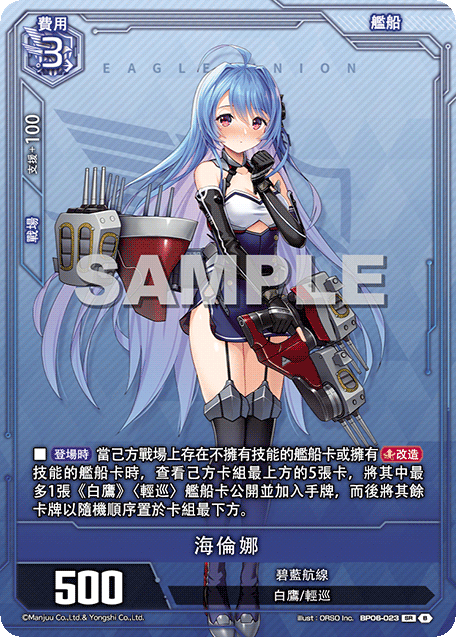 費用
3
艦船
EAGLE UNION
支援+100
戰場
SAMPLE
■ 登場時 當己方戰場上存在不擁有技能的艦船卡或擁有 改造
技能的艦船卡時，查看己方卡組最上方的5張卡，將其中最
多1張《白鷹》〈輕巡〉艦船卡公開並加入手牌，而後將其餘
卡牌以隨機順序置於卡組最下方。
海倫娜
500
碧藍航線
白鷹/輕巡
©Manjuu Co.,Ltd. & Yongshi Co.,Ltd.
illust：ORSO Inc. BP06-023 SR B